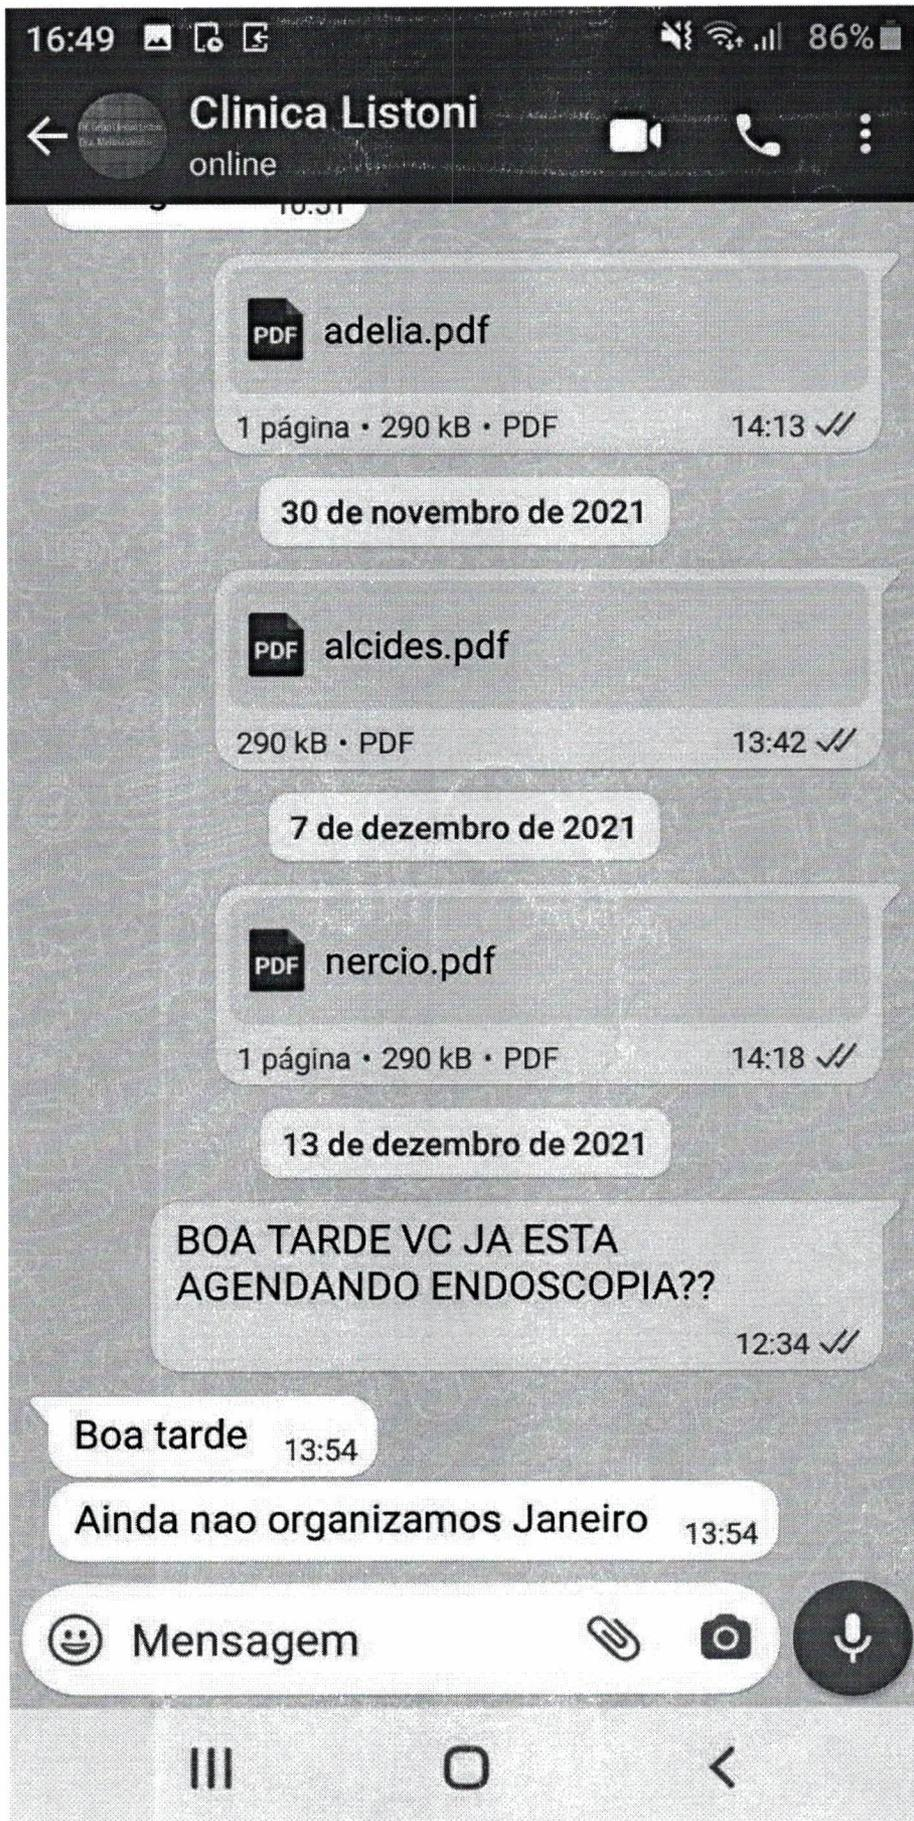 16:49
86%
Clinica Listoni
online
adelia.pdf
PDF
1 página • 290 kB • PDF
14:13
30 de novembro de 2021
PDF
alcides.pdf
290 kB • PDF
13:42
7 de dezembro de 2021
PDF
nercio.pdf
1 página • 290 kB • PDF
14:18
13 de dezembro de 2021
BOA TARDE VC JA ESTA
AGENDANDO ENDOSCOPIA??
12:34
Boa tarde
13:54
Ainda nao organizamos Janeiro
13:54
Mensagem